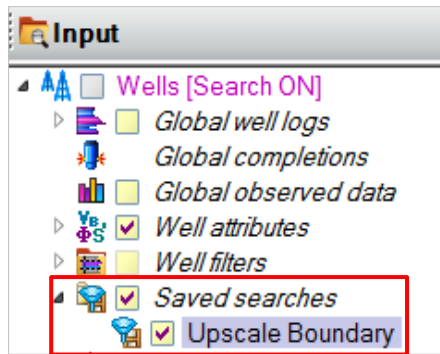 Input
Wells [Search ON]
Global well logs
Global completions
Global observed data
Well attributes
Well filters
Saved searches
Upscale Boundary